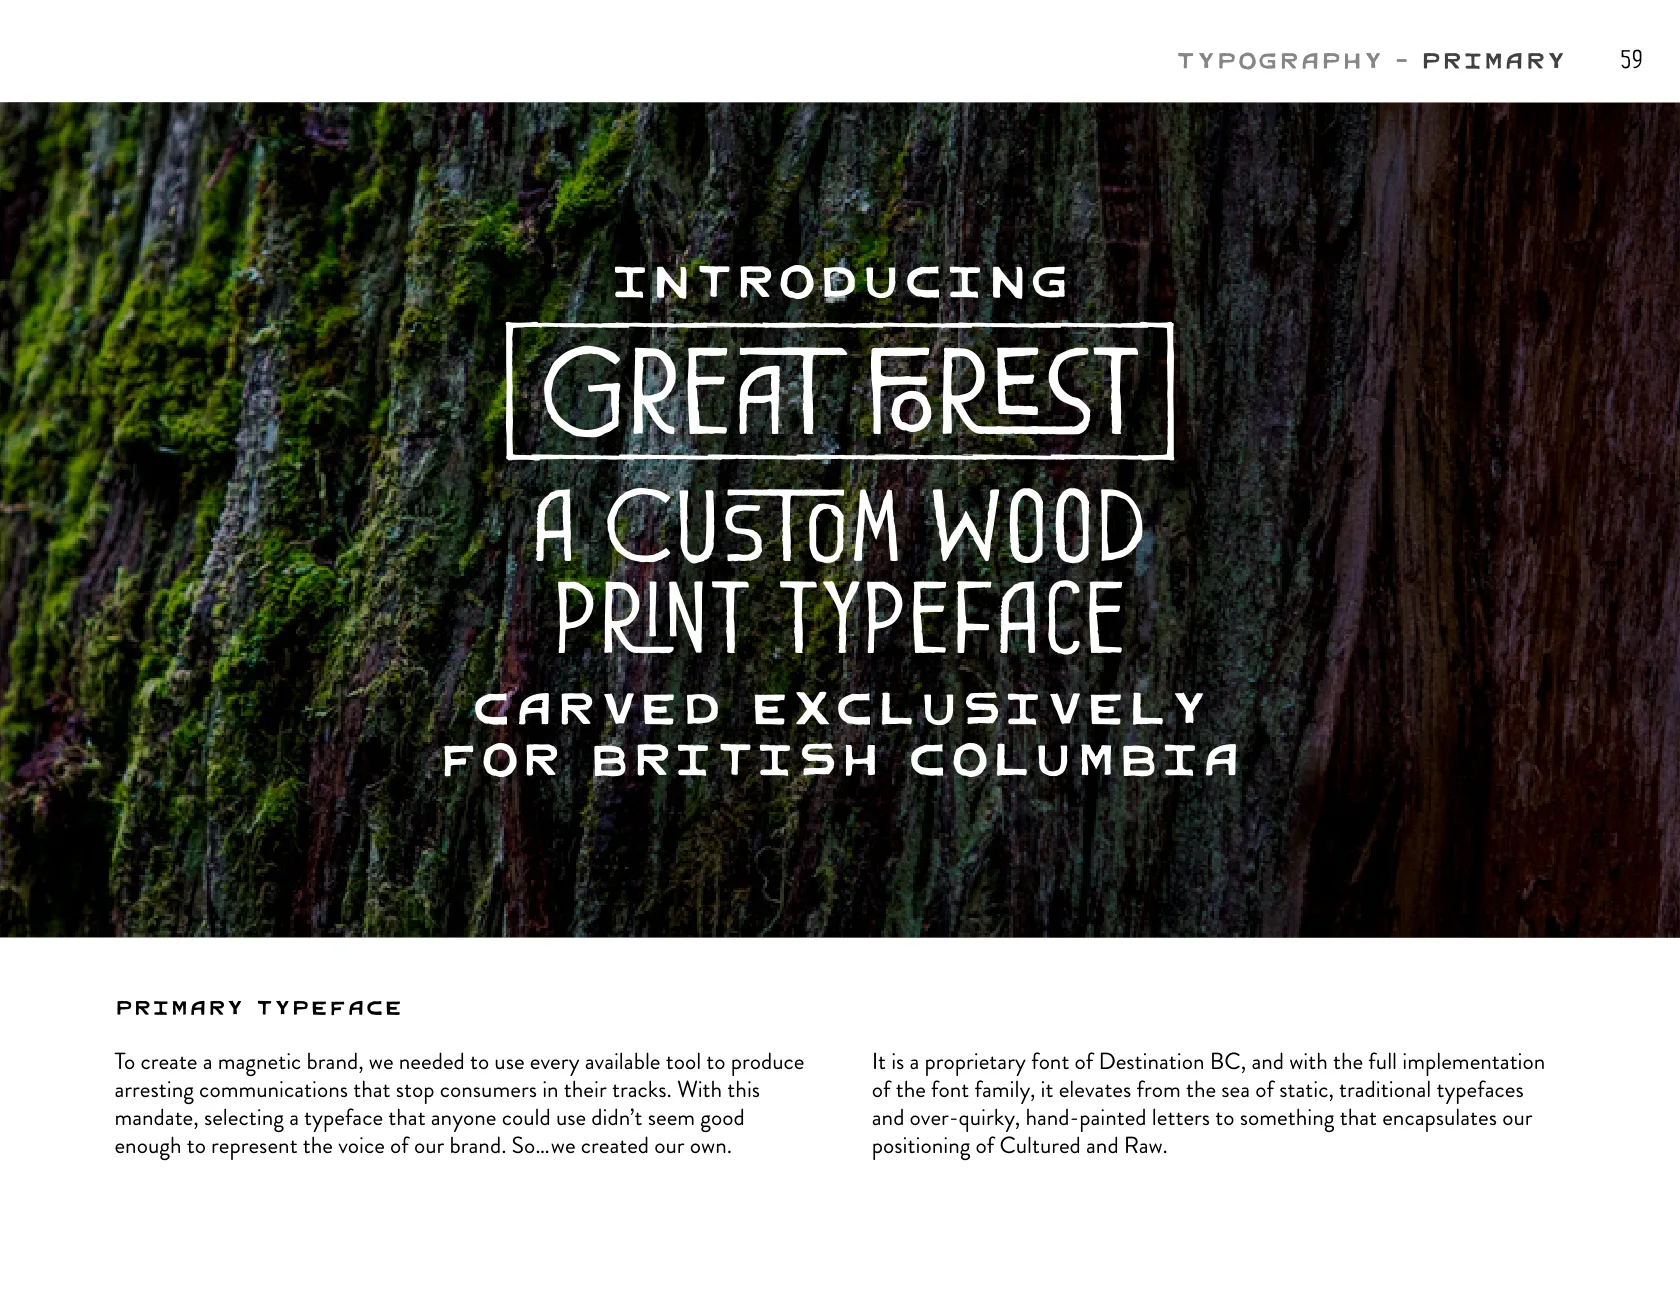 TYPOGRAPHY – PRIMARY 59
INTRODUCING
GREAT FOREST
A CUSTOM WOOD
PRINT TYPEFACE
CARVED EXCLUSIVELY
FOR BRITISH COLUMBIA
PRIMARY TYPEFACE
To create a magnetic brand, we needed to use every available tool to produce
arresting communications that stop consumers in their tracks. With this
mandate, selecting a typeface that anyone could use didn’t seem good
enough to represent the voice of our brand. So…we created our own.
It is a proprietary font of Destination BC, and with the full implementation
of the font family, it elevates from the sea of static, traditional typefaces
and over-quirky, hand-painted letters to something that encapsulates our
positioning of Cultured and Raw.